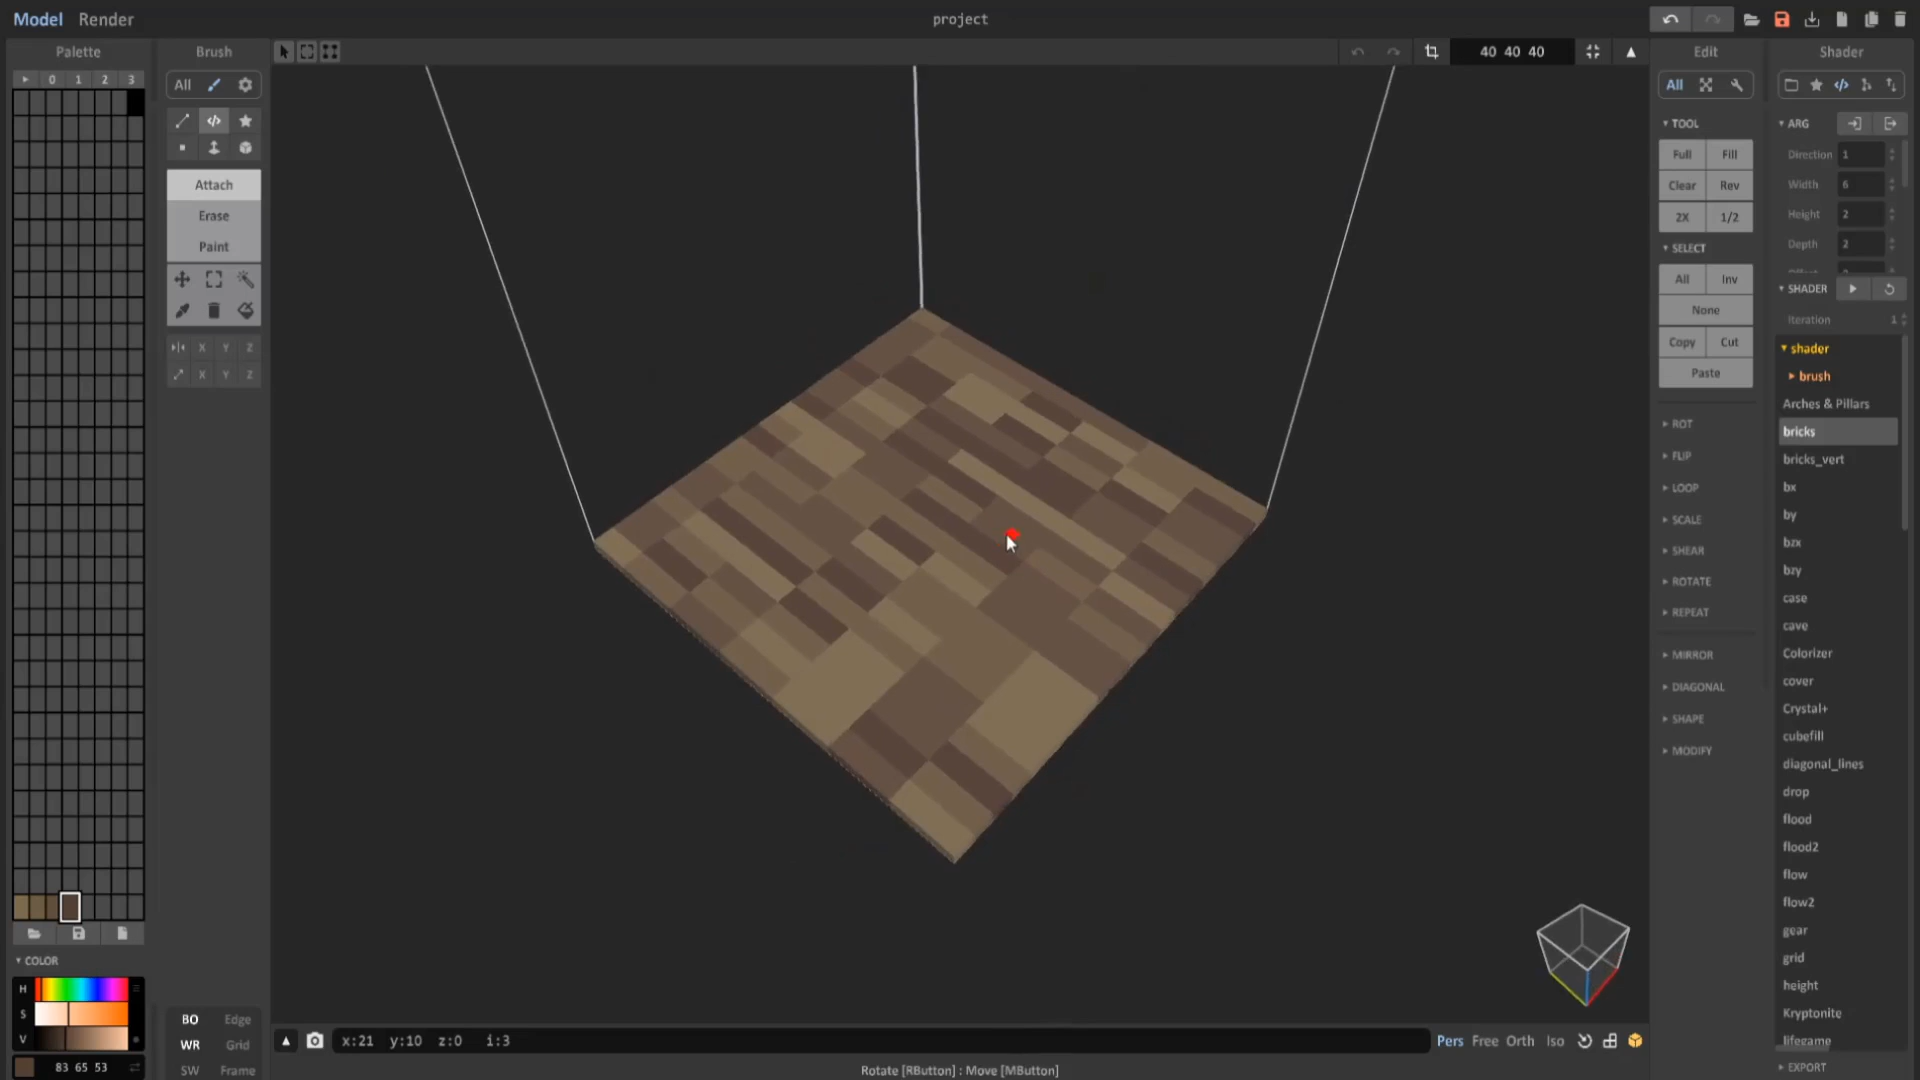 Model Render
project
Palette
0 1 2 3
COLOR
H
S
V
83 65 53
Brush
All
Attach
Erase
Paint
X Y Z
X Y Z
BO Edge
WR Grid
SW Frame
40 40 40
x:21 y:10 z:0 i:3
Pers Free Orth Iso
Rotate [RButton] : Move [MButton]
Edit
All
TOOL
Full Fill
Clear Rev
2X 1/2
SELECT
All Inv
None
Copy Cut
Paste
ROT
FLIP
LOOP
SCALE
SHEAR
ROTATE
REPEAT
MIRROR
DIAGONAL
SHAPE
MODIFY
Shader
ARG
Direction 1
Width 6
Height 2
Depth 2
SHADER
Iteration 1
shader
brush
Arches & Pillars
bricks
bricks_vert
bx
by
bzx
bzy
case
cave
Colorizer
cover
Crystal+
cubefill
diagonal_lines
drop
flood
flood2
flow
flow2
gear
grid
height
Kryptonite
lifegame
EXPORT